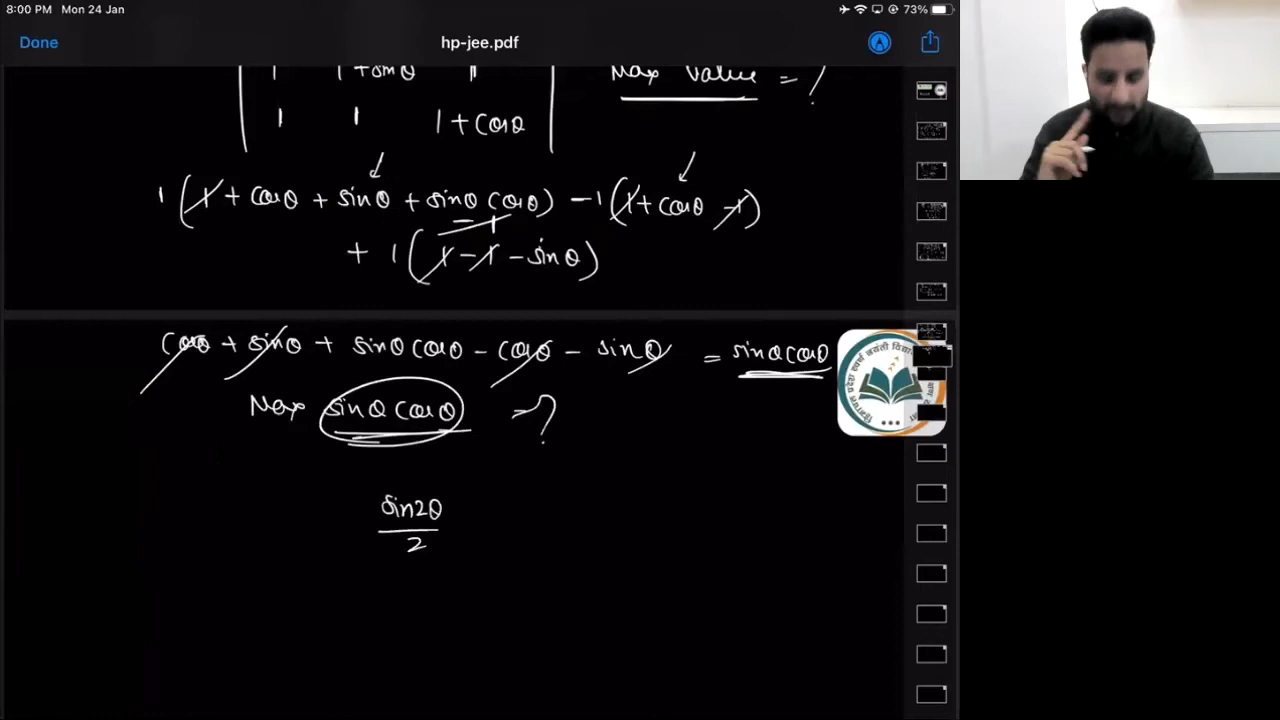 8:00 PM Mon 24 Jan
73%
Done
hp-jee.pdf
1 1+sinθ 1
Max Value = ?
1 1 1+cosθ
1(1 + cosθ + sinθ + sinθ cosθ) - 1(1 + cosθ - 1)
+ 1(1 - 1 - sinθ)
cosθ + sinθ + sinθ cosθ - cosθ - sinθ = sinθ cosθ
Max sinθ cosθ = ?
sin2θ
2